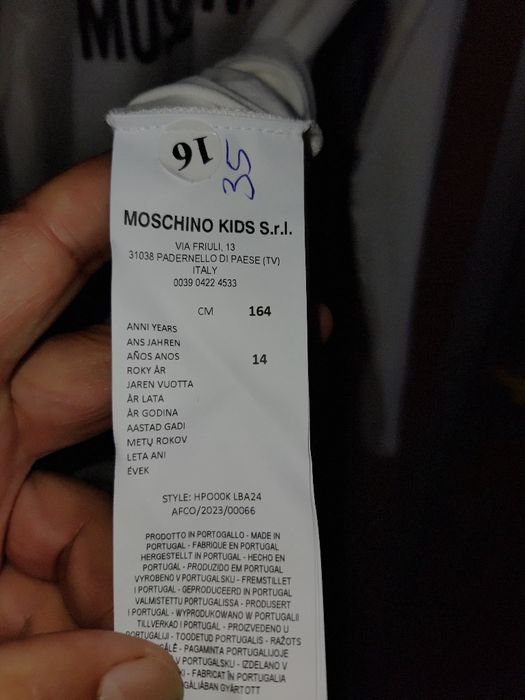 MOS
16
35
MOSCHINO KIDS S.r.l.
VIA FRIULI, 13
31038 PADERNELLO DI PAESE (TV)
ITALY
0039 0422 4533
CM 164
ANNI YEARS
ANS JAHREN
AÑOS ANOS 14
ROKY ÅR
JAREN VUOTTA
ÅR LATA
ÅR GODINA
AASTAD GADI
METŲ ROKOV
LETA ANI
ÉVEK
STYLE: HPO00K LBA24
AFCO/2023/00066
PRODOTTO IN PORTOGALLO - MADE IN
PORTUGAL - FABRIQUE EN PORTUGAL
HERGESTELLT IN PORTUGAL - HECHO EN
PORTUGAL - PRODUZIDO EM PORTUGAL
VYROBENO V PORTUGALSKU - FREMSTILLET
I PORTUGAL - GEPRODUCEERD IN PORTUGAL
VALMISTETTU PORTUGALISSA - PRODUSERT
I PORTUGAL - WYPRODUKOWANO W PORTUGALII
TILLVERKAD I PORTUGAL - PROIZVEDENO U
PORTUGALIJI - TOODETUD PORTUGALIS - RAŽOTS
GĀLĒ - PAGAMINTA PORTUGALIJOJE
V PORTUGALSKU - IZDELANO V
KI - FABRICAT ÎN PORTUGALIA
GÁLIÁBAN GYÁRTOTT